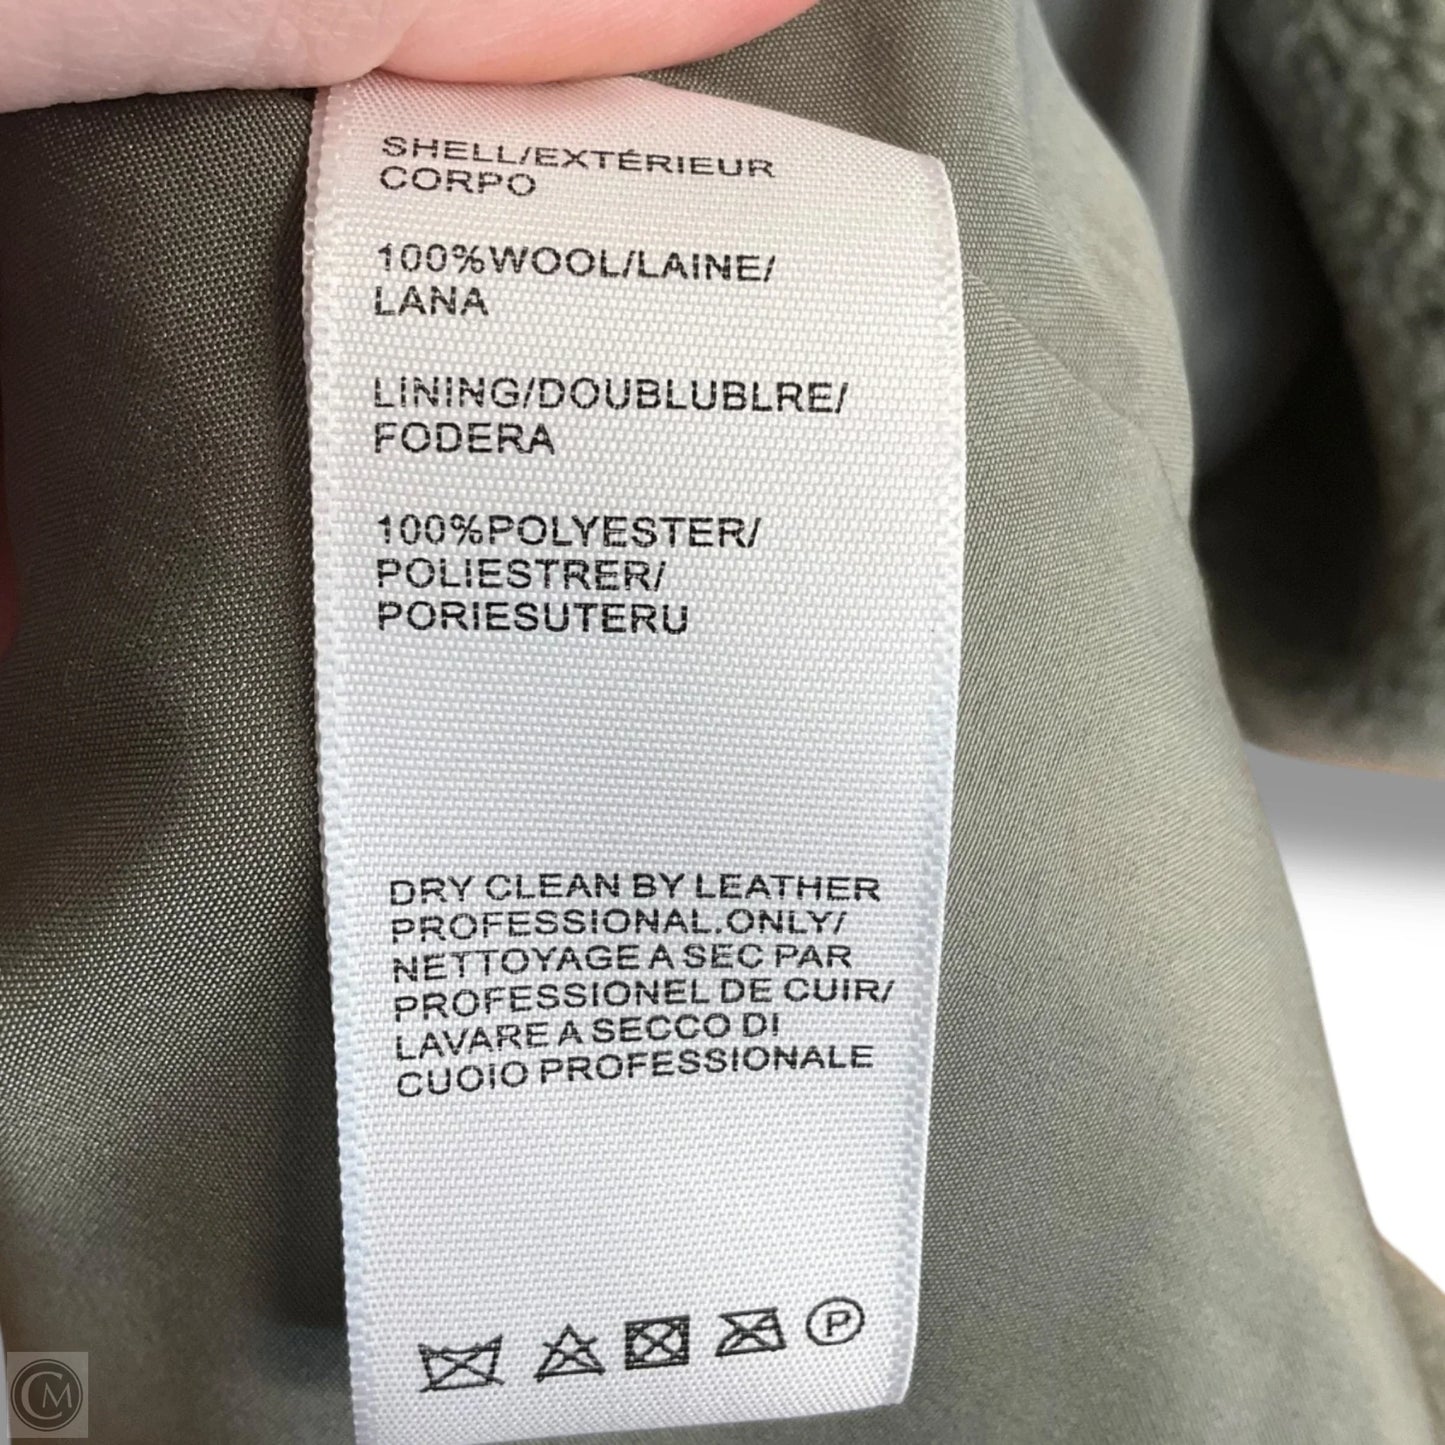 SHELL/EXTÉRIEUR
CORPO
100%WOOL/LAINE/
LANA
LINING/DOUBLUBLRE/
FODERA
100%POLYESTER/
POLIESTRER/
PORIESUTERU
DRY CLEAN BY LEATHER
PROFESSIONAL.ONLY/
NETTOYAGE A SEC PAR
PROFESSIONEL DE CUIR/
LAVARE A SECCO DI
CUOIO PROFESSIONALE
P
CM